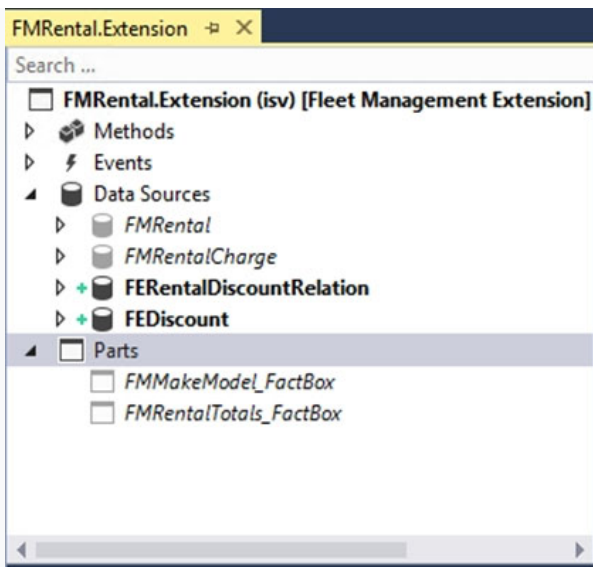 FMRental.Extension
Search ...
FMRental.Extension (isv) [Fleet Management Extension]
Methods
Events
Data Sources
FMRental
FMRentalCharge
FERentalDiscountRelation
FEDiscount
Parts
FMMakeModel_FactBox
FMRentalTotals_FactBox